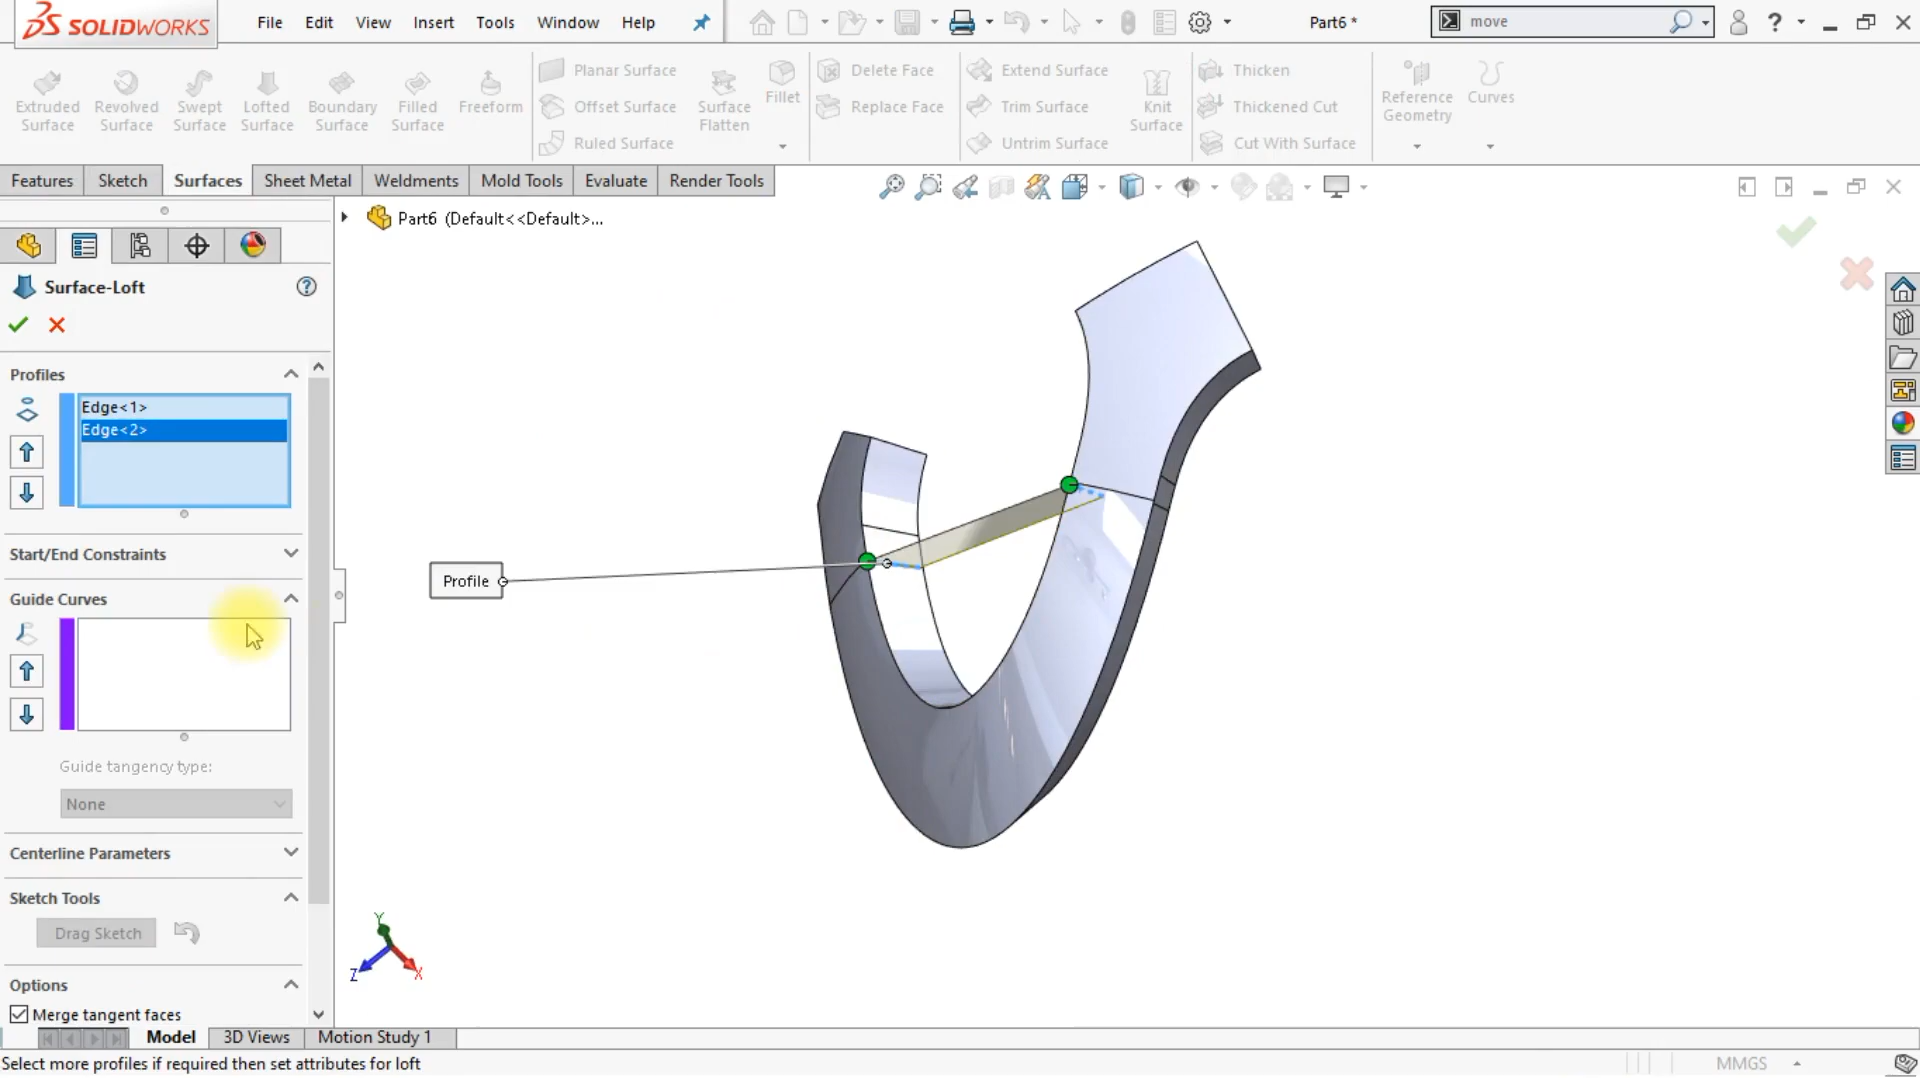 SOLIDWORKS
File Edit View Insert Tools Window Help
Part6 *
move
Extruded Surface
Revolved Surface
Swept Surface
Lofted Surface
Boundary Surface
Filled Surface
Freeform
Planar Surface
Offset Surface
Ruled Surface
Surface Flatten
Fillet
Delete Face
Replace Face
Extend Surface
Trim Surface
Untrim Surface
Knit Surface
Thicken
Thickened Cut
Cut With Surface
Reference Geometry
Curves
Features Sketch Surfaces Sheet Metal Weldments Mold Tools Evaluate Render Tools
Part6 (Default<<Default>...
Surface-Loft
Profiles
Edge<1>
Edge<2>
Start/End Constraints
Profile
Guide Curves
Guide tangency type:
None
Centerline Parameters
Sketch Tools
Drag Sketch
Y
Z
X
Options
Merge tangent faces
Model 3D Views Motion Study 1
Select more profiles if required then set attributes for loft
MMGS